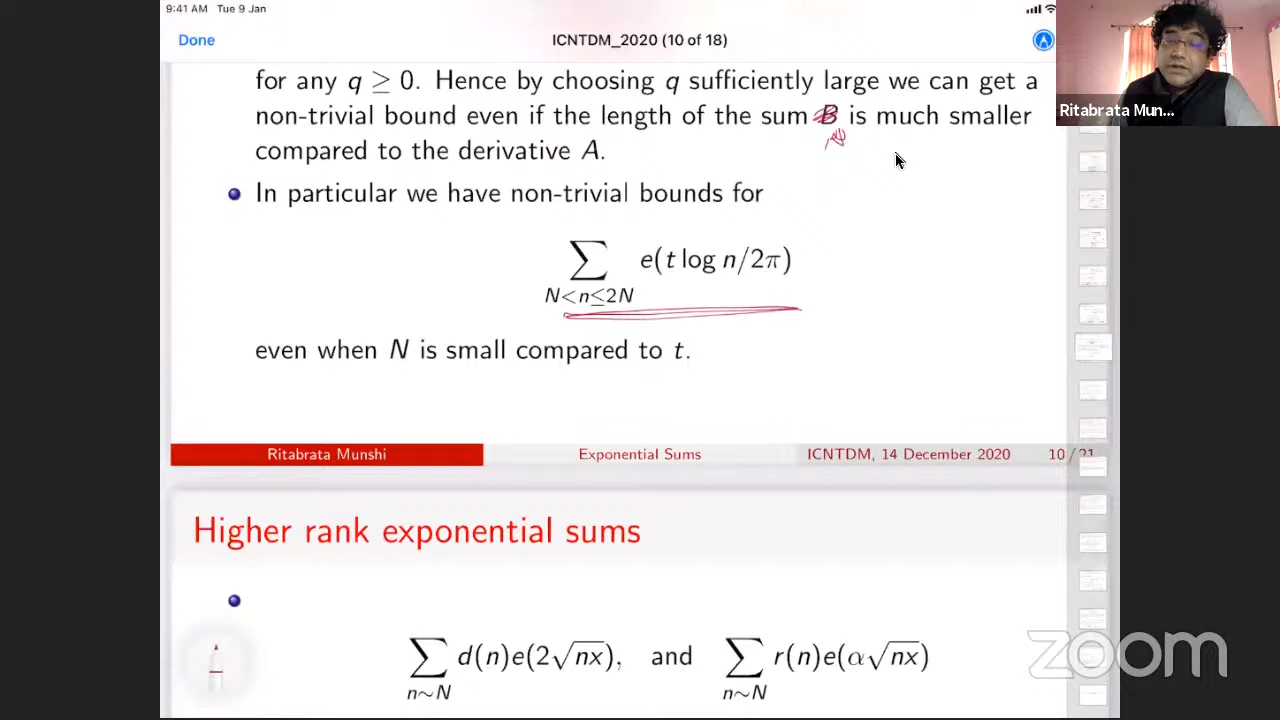 9:41 AM Tue 9 Jan
Done
ICNTDM_2020 (10 of 18)
for any q ≥ 0. Hence by choosing q sufficiently large we can get a
non-trivial bound even if the length of the sum B is much smaller
compared to the derivative A.
In particular we have non-trivial bounds for
∑ e(t log n/2π)
N<n≤2N
even when N is small compared to t.
Ritabrata Munshi Exponential Sums ICNTDM, 14 December 2020 10 / 21
Higher rank exponential sums
∑ d(n)e(2√nx), and ∑ r(n)e(α√nx)
n∼N n∼N
Ritabrata Mun...
zoom